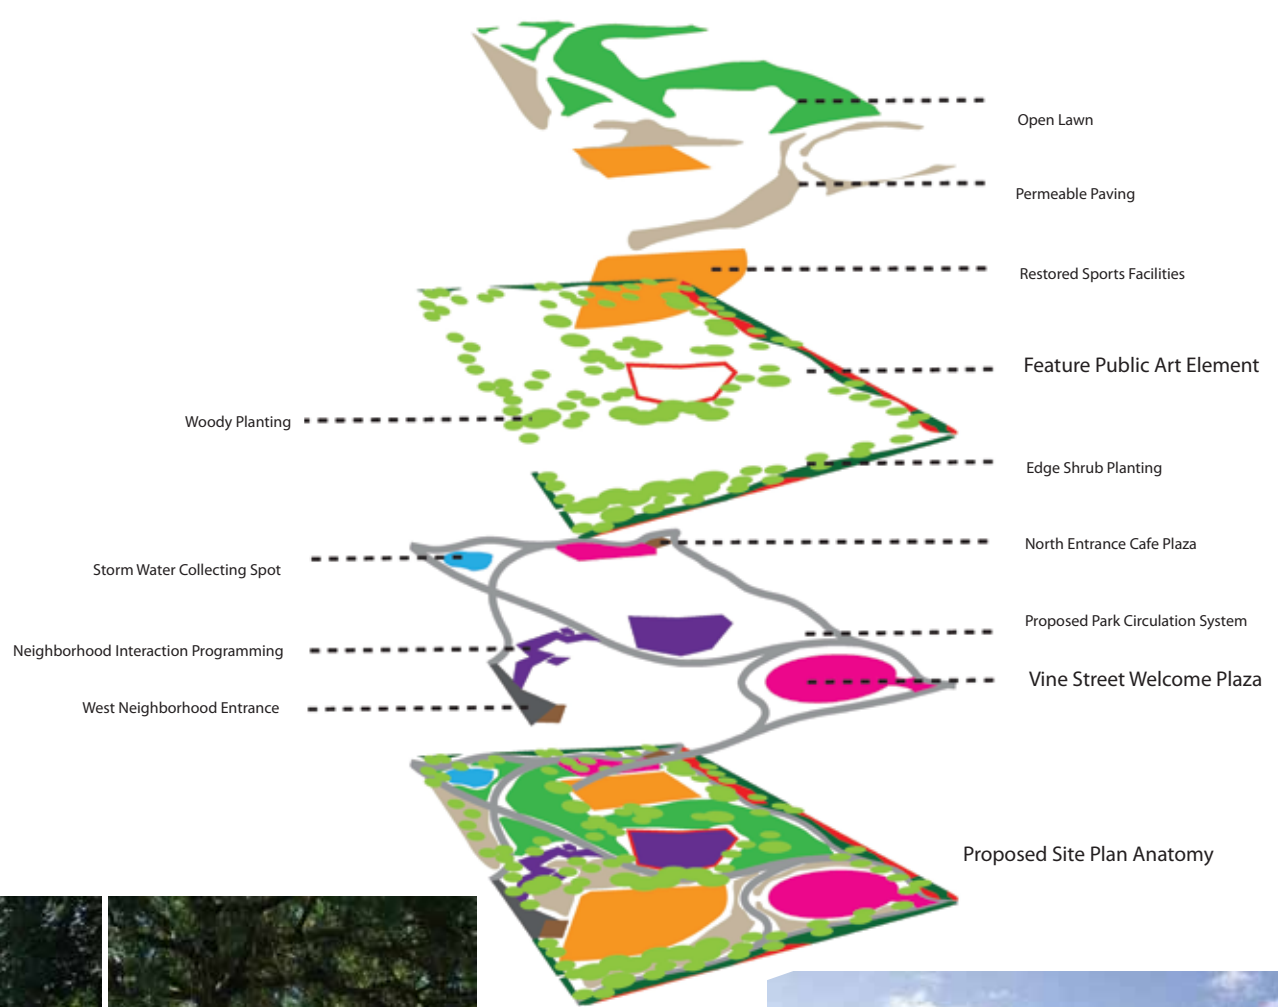 Open Lawn
Permeable Paving
Restored Sports Facilities
Feature Public Art Element
Woody Planting
Edge Shrub Planting
North Entrance Cafe Plaza
Storm Water Collecting Spot
Proposed Park Circulation System
Neighborhood Interaction Programming
Vine Street Welcome Plaza
West Neighborhood Entrance
Proposed Site Plan Anatomy